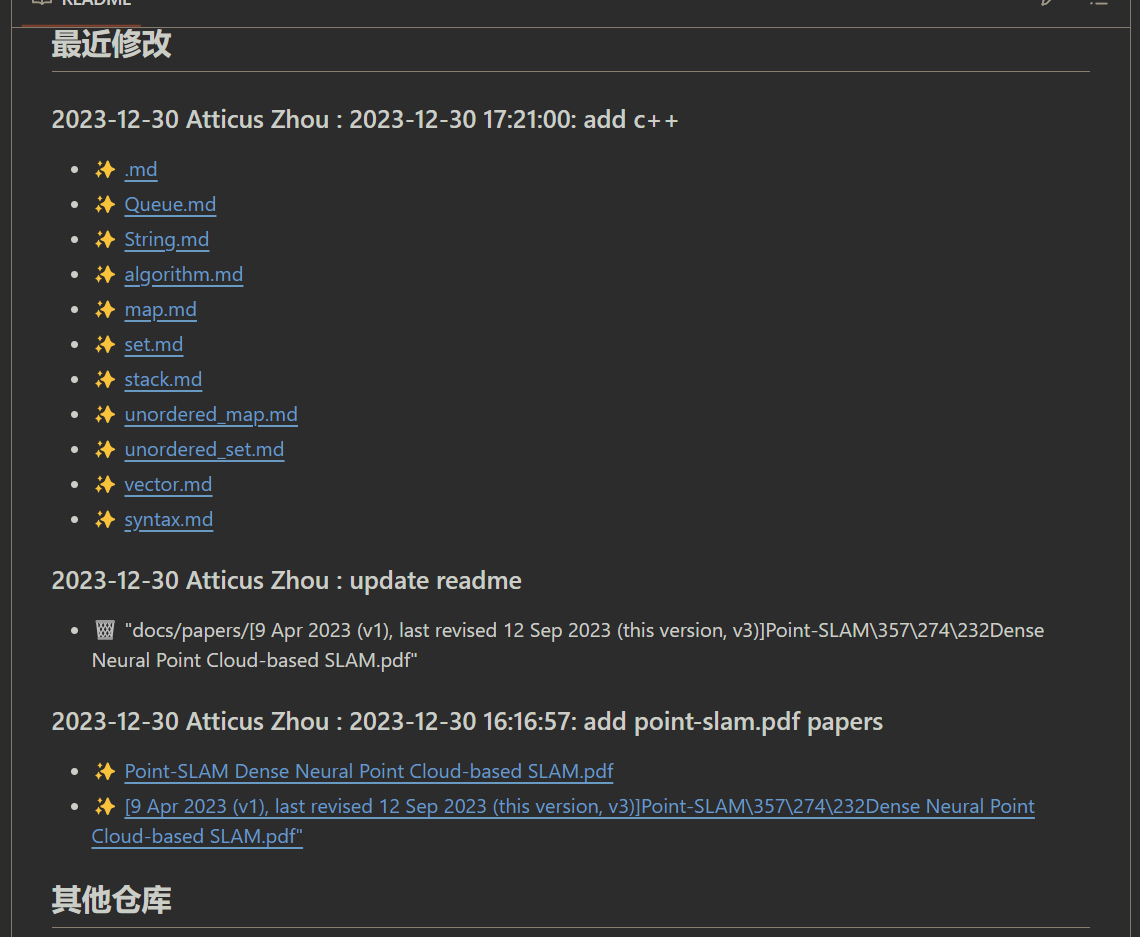 README
最近修改
2023-12-30 Atticus Zhou : 2023-12-30 17:21:00: add c++
.md
Queue.md
String.md
algorithm.md
map.md
set.md
stack.md
unordered_map.md
unordered_set.md
vector.md
syntax.md
2023-12-30 Atticus Zhou : update readme
"docs/papers/[9 Apr 2023 (v1), last revised 12 Sep 2023 (this version, v3)]Point-SLAM\357\274\232Dense
Neural Point Cloud-based SLAM.pdf"
2023-12-30 Atticus Zhou : 2023-12-30 16:16:57: add point-slam.pdf papers
Point-SLAM Dense Neural Point Cloud-based SLAM.pdf
[9 Apr 2023 (v1), last revised 12 Sep 2023 (this version, v3)]Point-SLAM\357\274\232Dense Neural Point
Cloud-based SLAM.pdf"
其他仓库